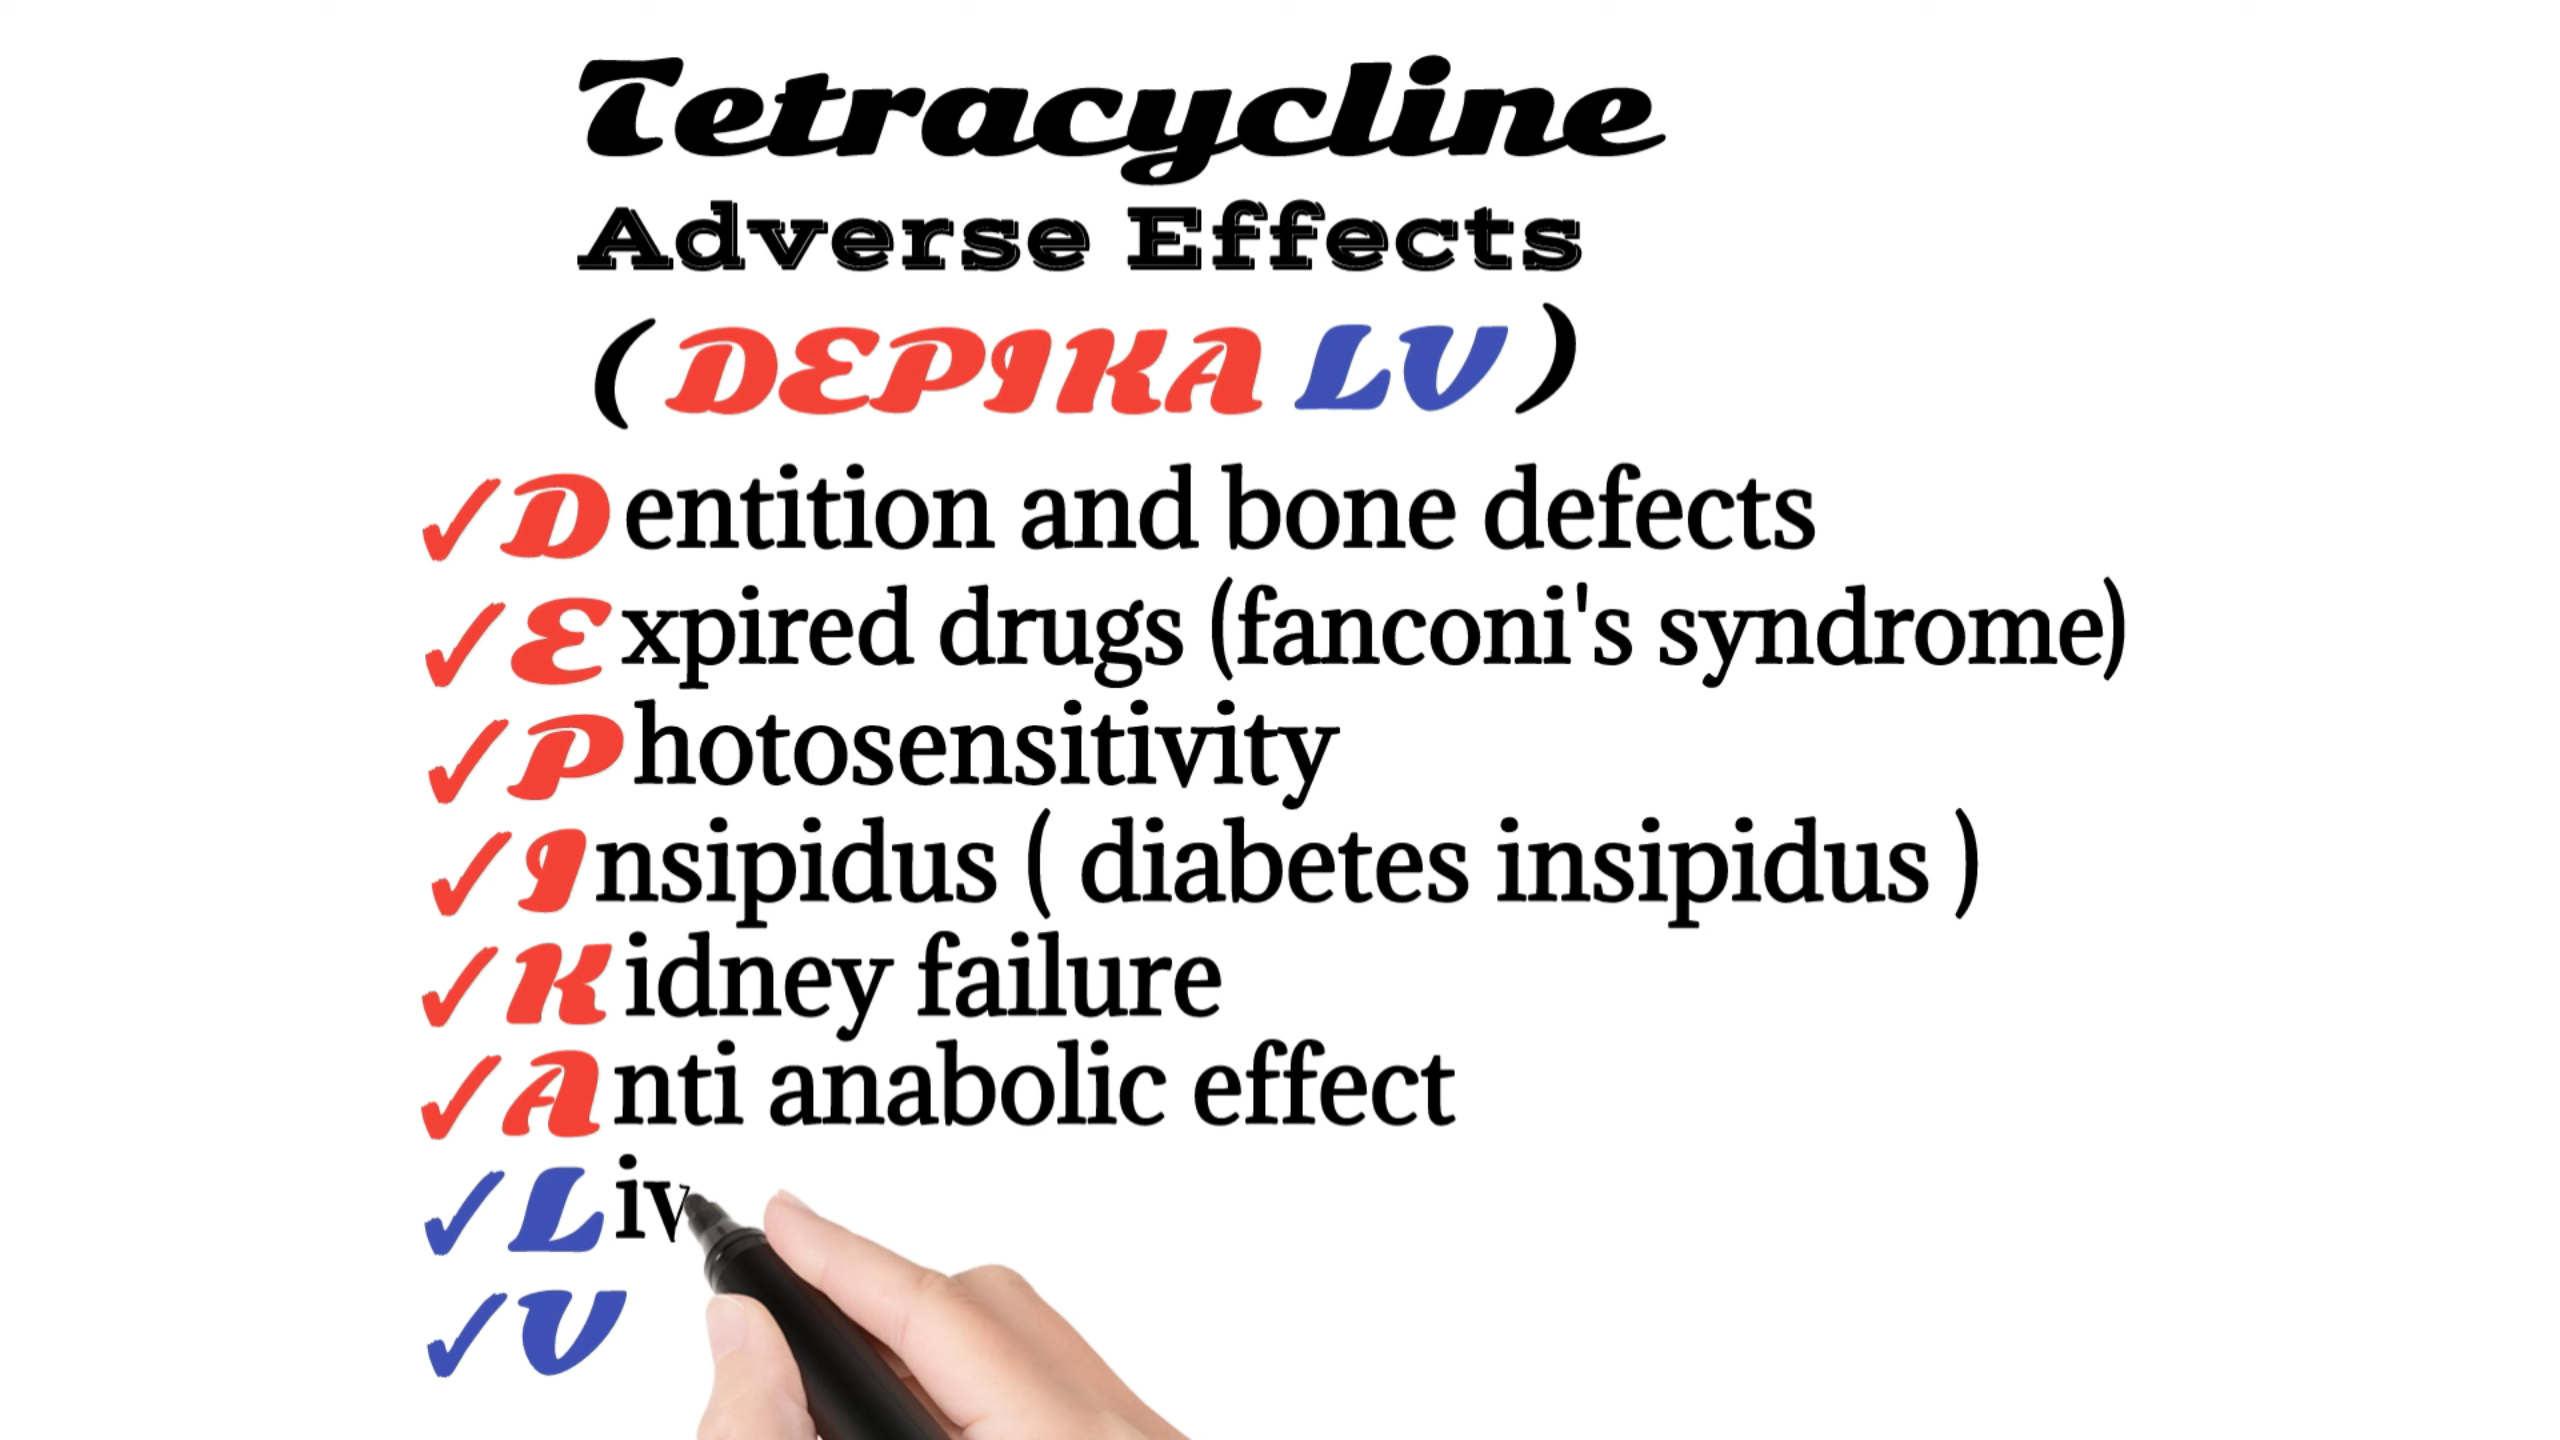 Tetracycline
Adverse Effects
( DEPIKA LV )
✓Dentition and bone defects
✓Expired drugs (fanconi's syndrome)
✓Photosensitivity
✓Insipidus ( diabetes insipidus )
✓Kidney failure
✓Anti anabolic effect
✓Liv
✓V